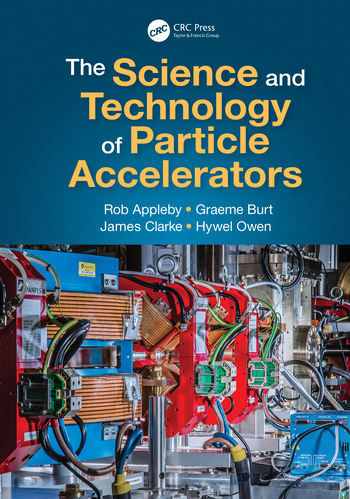 CRC
CRC Press
Taylor & Francis Group
The Science and
Technology
of Particle
Accelerators
Rob Appleby • Graeme Burt
James Clarke • Hywel Owen